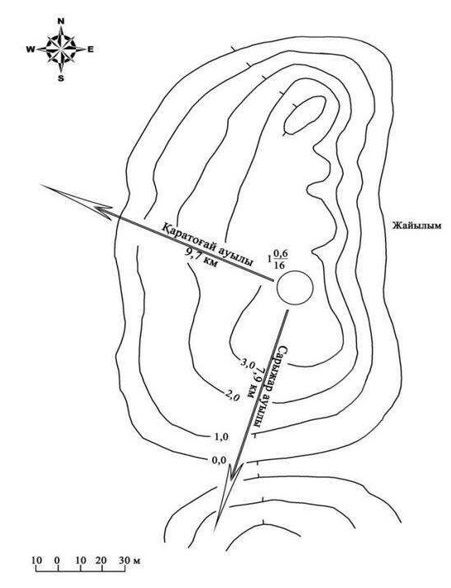 N
W E
S
Қаратоғай ауылы
9,7 км
Жайылым
1 0,6
16
Сарыжар ауылы
7,9 км
3,0
2,0
1,0
0,0
10 0 10 20 30 м